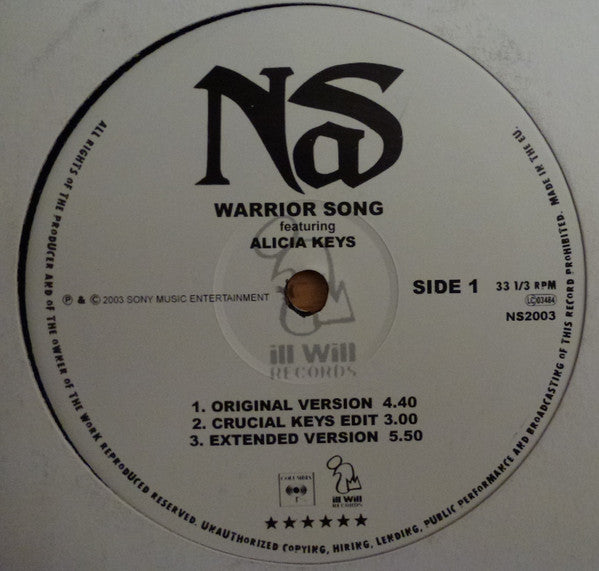 NaS
WARRIOR SONG
featuring
ALICIA KEYS
℗ & © 2003 SONY MUSIC ENTERTAINMENT
SIDE 1
33 1/3 RPM
LC 03484
NS2003
ill Will
RECORDS
1. ORIGINAL VERSION 4.40
2. CRUCIAL KEYS EDIT 3.00
3. EXTENDED VERSION 5.50
COLUMBIA
ill Will
RECORDS
★★★★★★
ALL RIGHTS OF THE PRODUCER AND OF THE OWNER OF THE WORK REPRODUCED RESERVED. UNAUTHORIZED COPYING, HIRING, LENDING, PUBLIC PERFORMANCE AND BROADCASTING OF THIS RECORD PROHIBITED. MADE IN THE EU.